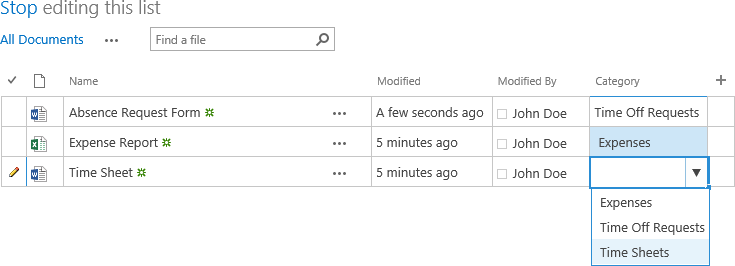 Stop editing this list
All Documents ••• Find a file
Name Modified Modified By Category +
Absence Request Form ••• A few seconds ago John Doe Time Off Requests
Expense Report ••• 5 minutes ago John Doe Expenses
Time Sheet ••• 5 minutes ago John Doe
Expenses
Time Off Requests
Time Sheets